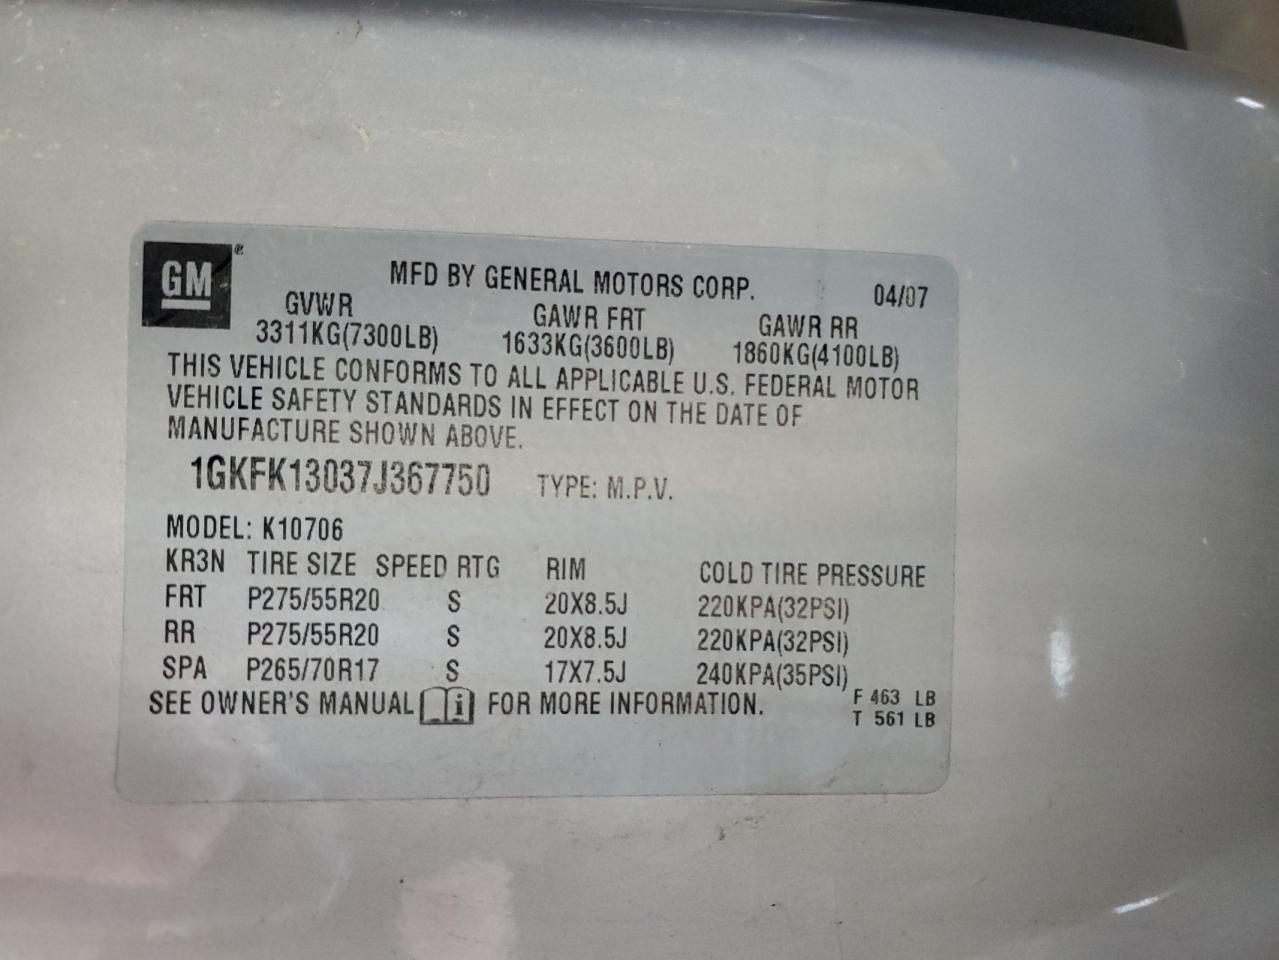 GM
MFD BY GENERAL MOTORS CORP. 04/07
GVWR GAWR FRT GAWR RR
3311KG(7300LB) 1633KG(3600LB) 1860KG(4100LB)
THIS VEHICLE CONFORMS TO ALL APPLICABLE U.S. FEDERAL MOTOR
VEHICLE SAFETY STANDARDS IN EFFECT ON THE DATE OF
MANUFACTURE SHOWN ABOVE.
1GKFK13037J367750 TYPE: M.P.V.
MODEL: K10706
KR3N TIRE SIZE SPEED RTG RIM COLD TIRE PRESSURE
FRT P275/55R20 S 20X8.5J 220KPA(32PSI)
RR P275/55R20 S 20X8.5J 220KPA(32PSI)
SPA P265/70R17 S 17X7.5J 240KPA(35PSI)
SEE OWNER'S MANUAL i FOR MORE INFORMATION. F 463 LB
T 561 LB